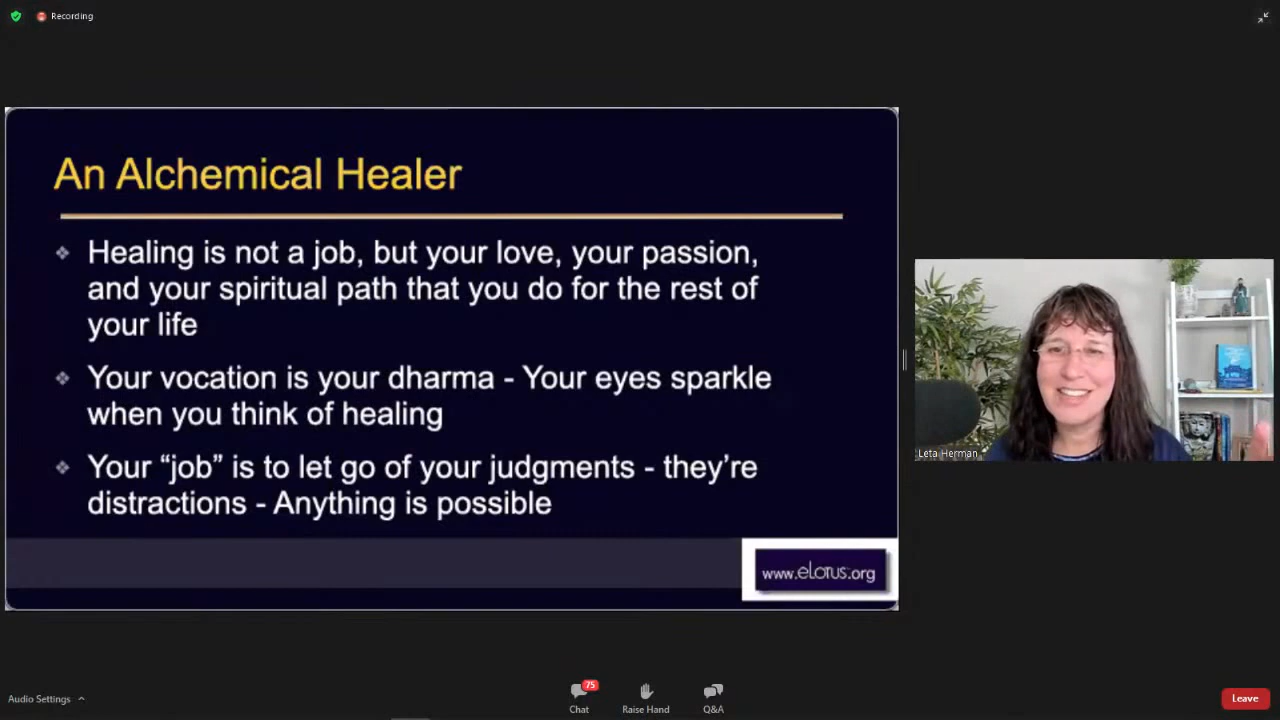 Recording
An Alchemical Healer
Healing is not a job, but your love, your passion,
and your spiritual path that you do for the rest of
your life
Your vocation is your dharma - Your eyes sparkle
when you think of healing
Your “job” is to let go of your judgments - they’re
distractions - Anything is possible
www.eLotus.org
Leta Herman
Audio Settings
75
Chat
Raise Hand
Q&A
Leave